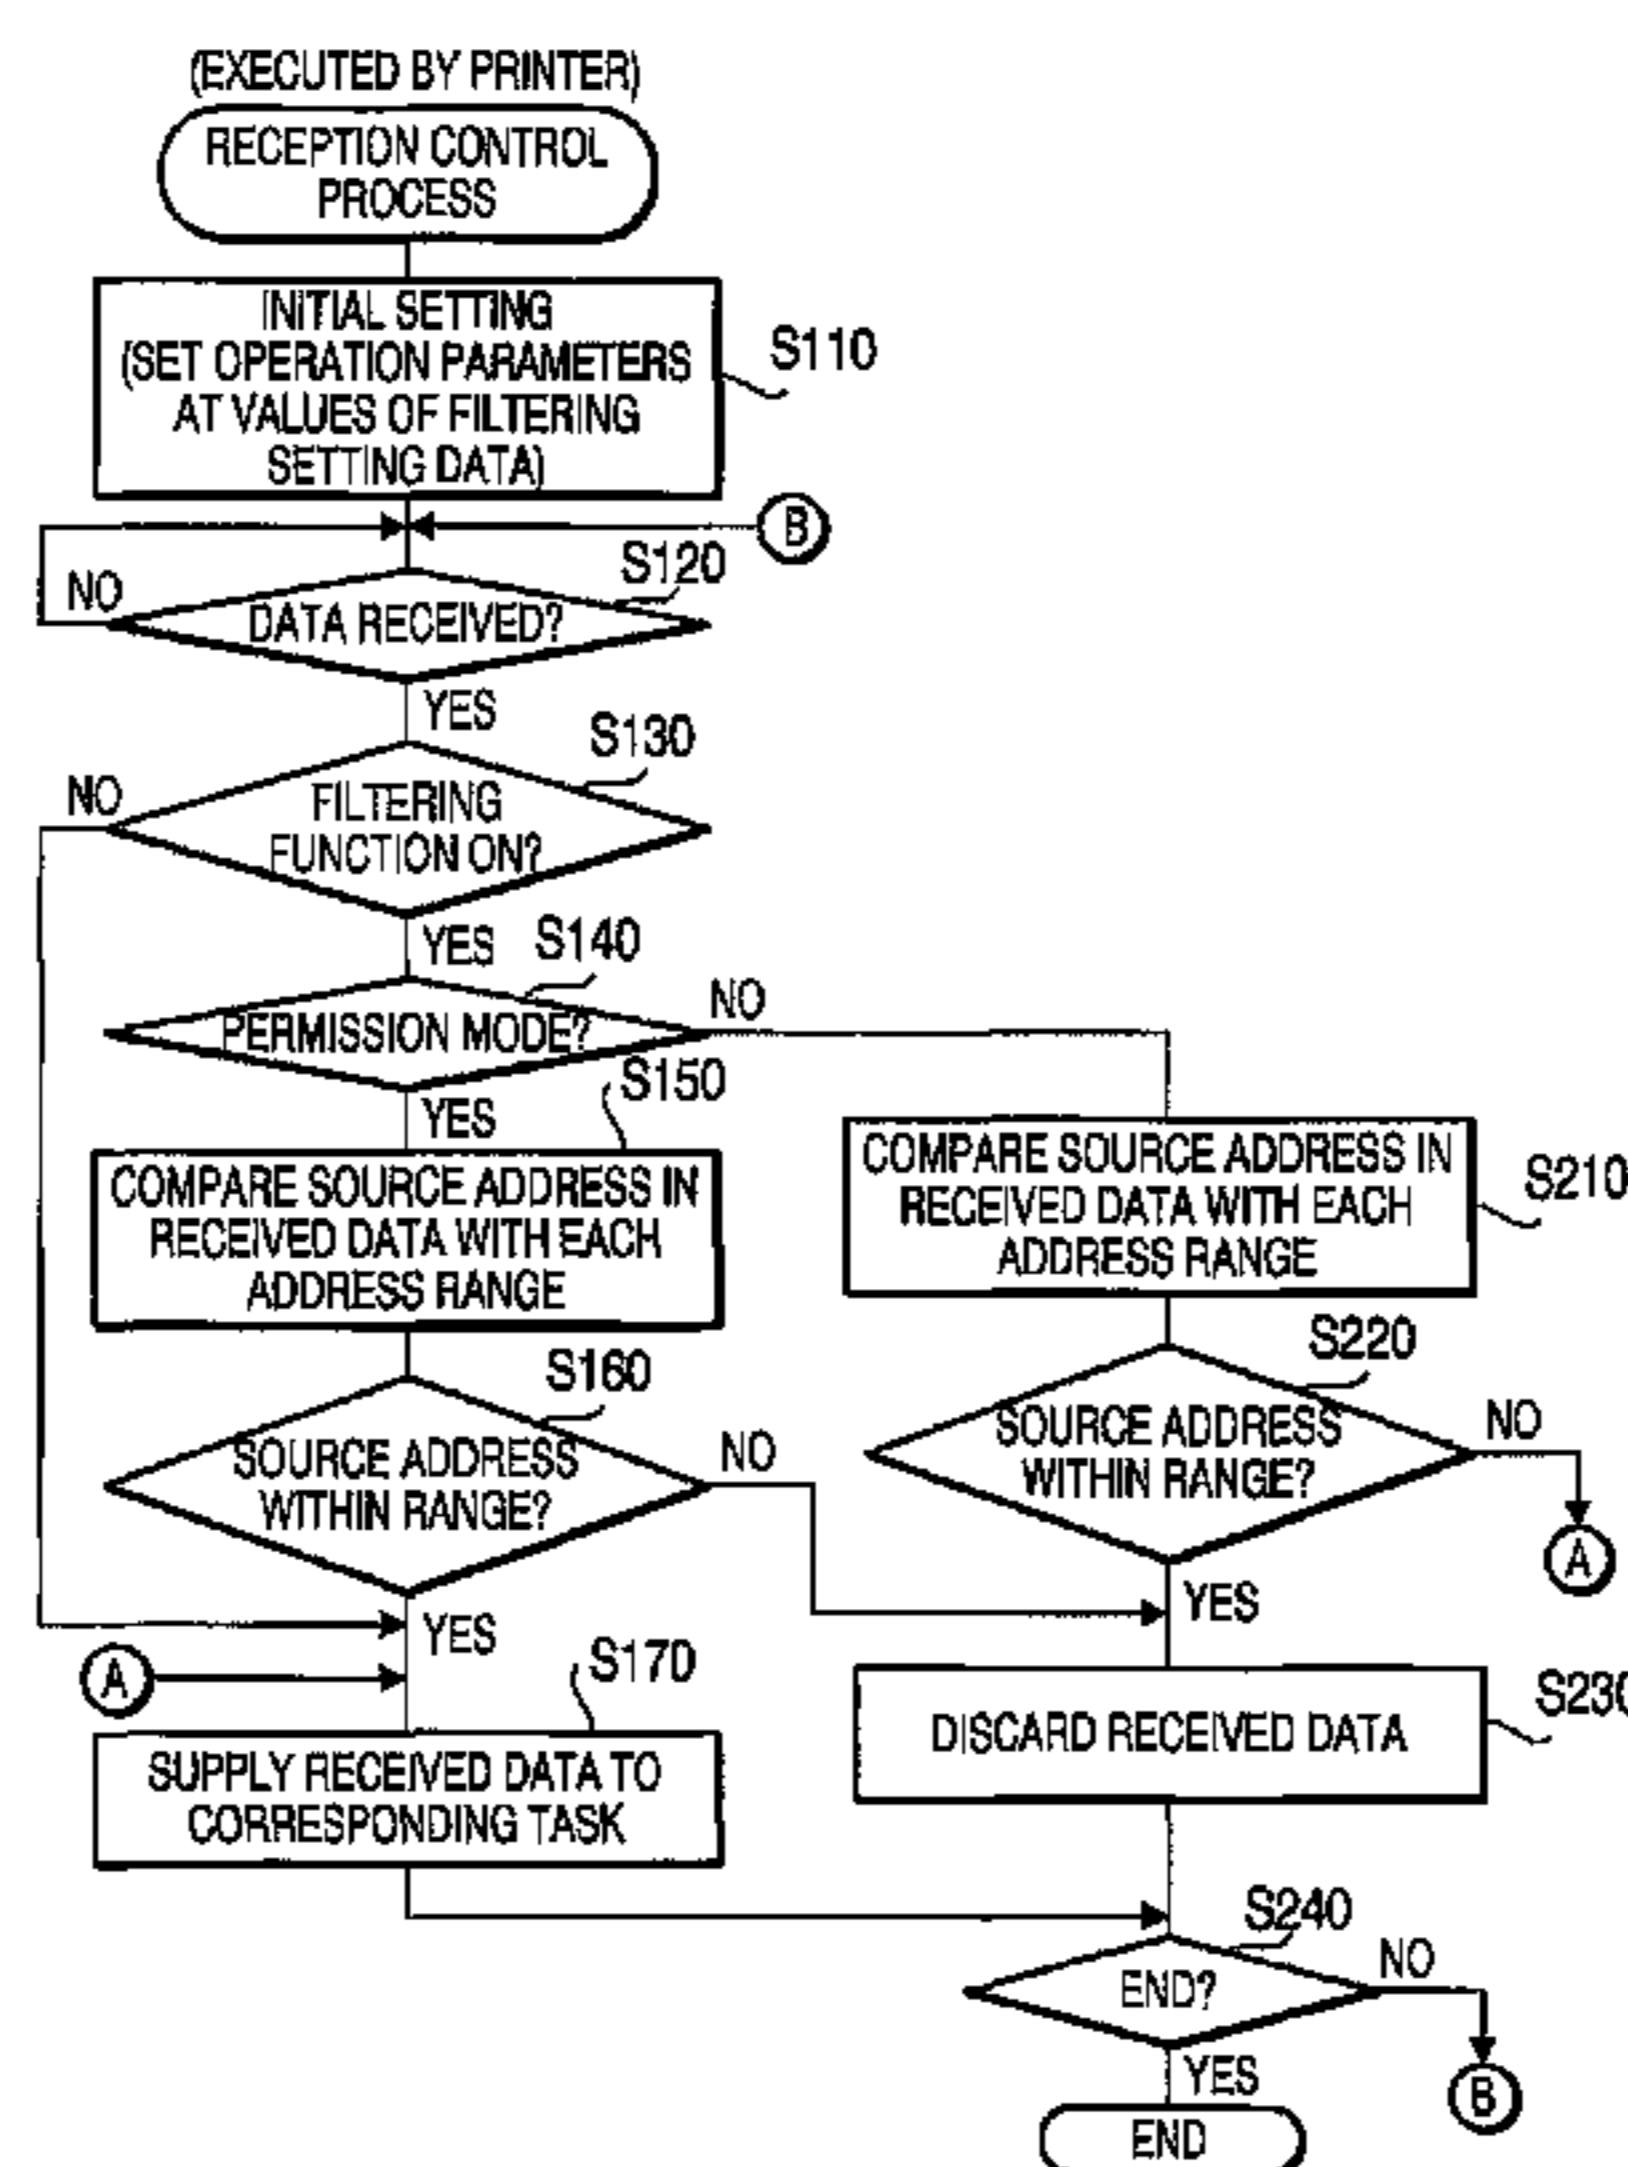 (EXECUTED BY PRINTER)
RECEPTION CONTROL
PROCESS
INITIAL SETTING
(SET OPERATION PARAMETERS
AT VALUES OF FILTERING
SETTING DATA)
S110
B
S120
NO
DATA RECEIVED?
YES
S130
NO
FILTERING
FUNCTION ON?
YES
S140
NO
PERMISSION MODE?
YES
S150
COMPARE SOURCE ADDRESS IN
RECEIVED DATA WITH EACH
ADDRESS RANGE
COMPARE SOURCE ADDRESS IN
RECEIVED DATA WITH EACH
ADDRESS RANGE
S210
S160
SOURCE ADDRESS
WITHIN RANGE?
NO
YES
S220
SOURCE ADDRESS
WITHIN RANGE?
NO
A
YES
A
S170
SUPPLY RECEIVED DATA TO
CORRESPONDING TASK
DISCARD RECEIVED DATA
S230
S240
END?
NO
B
YES
END